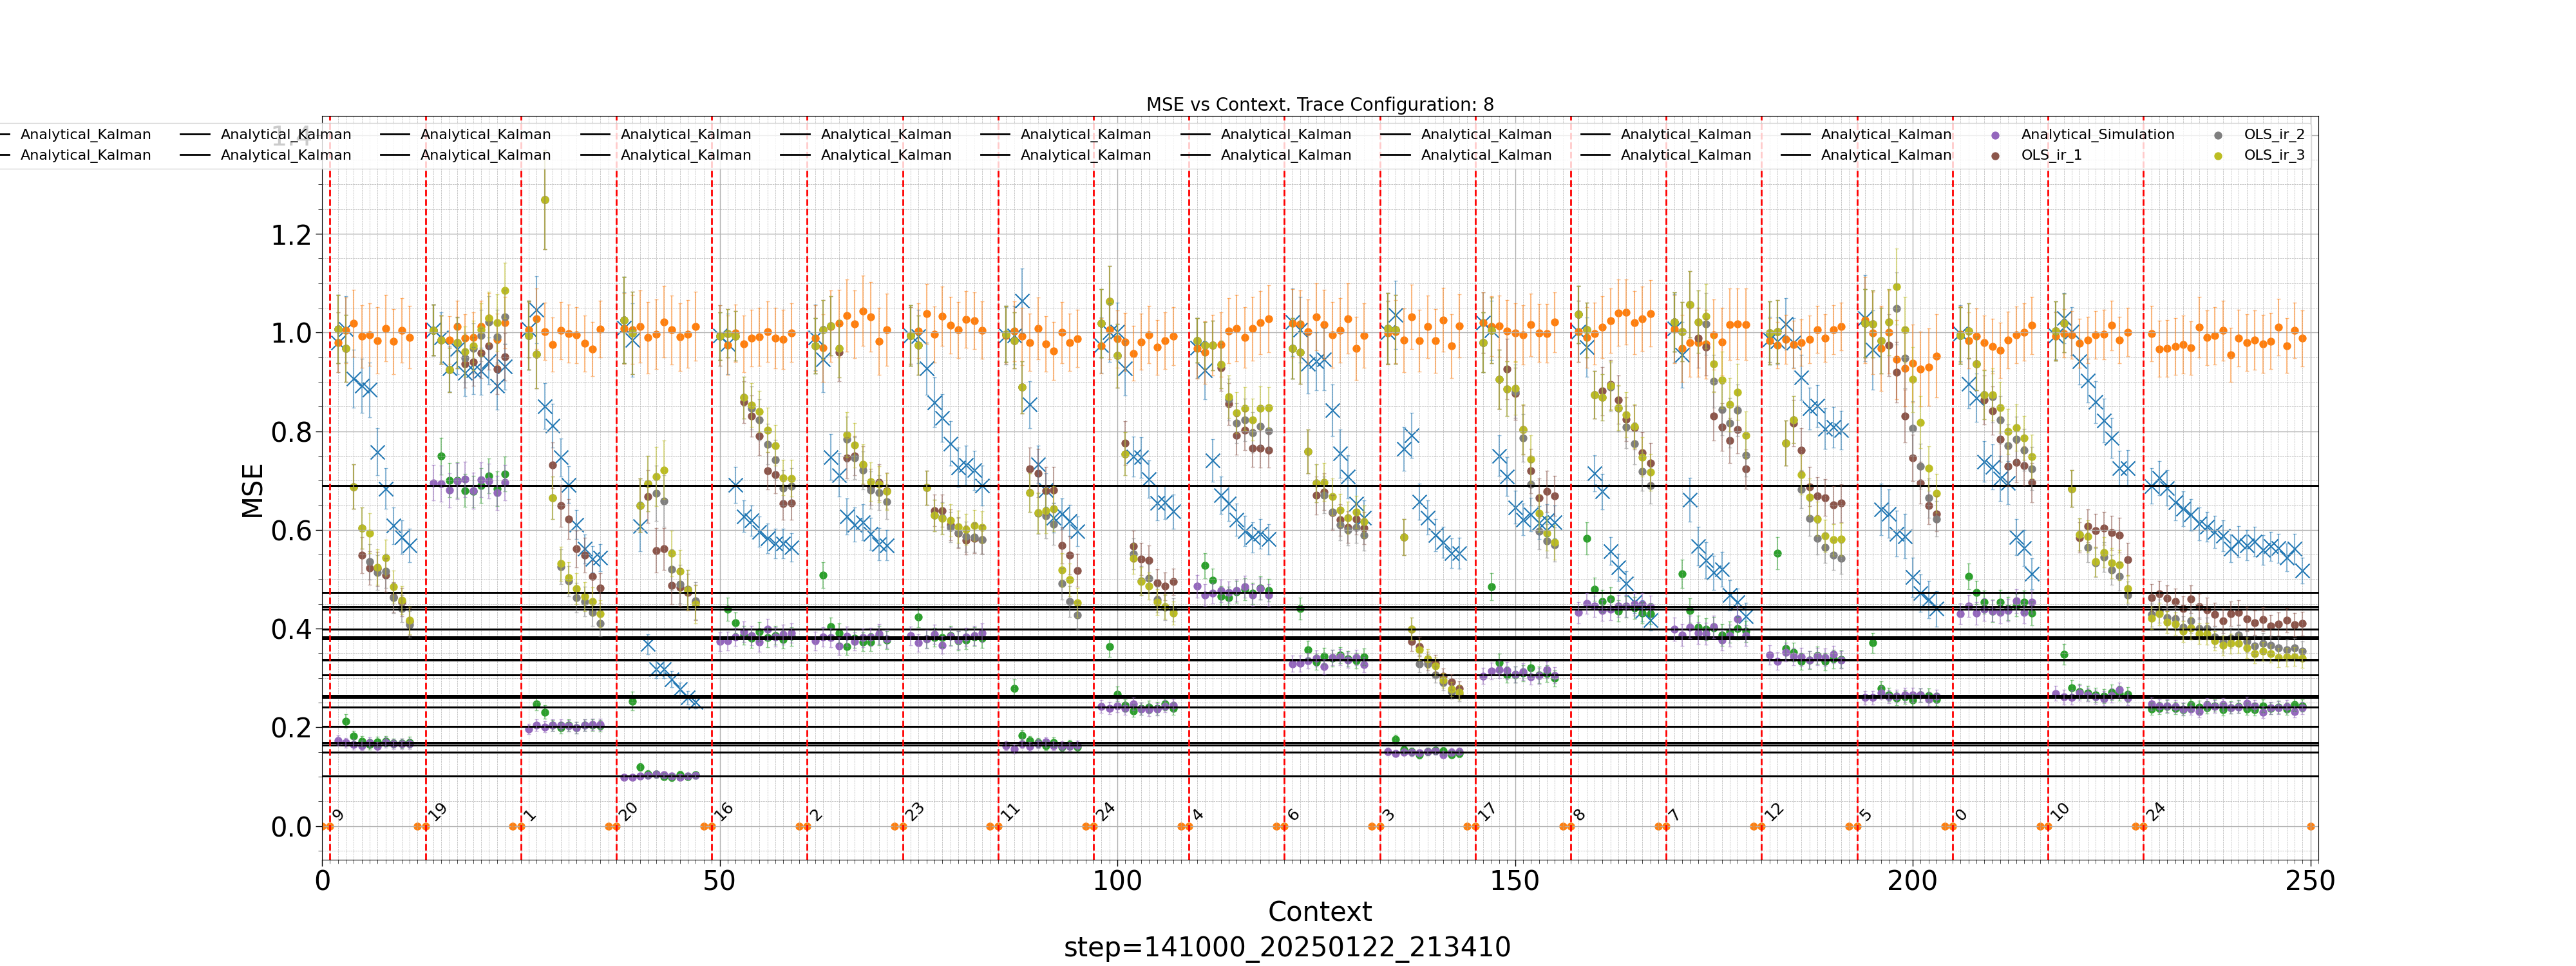 MSE vs Context. Trace Configuration: 8
Analytical_Kalman Analytical_Kalman Analytical_Kalman Analytical_Kalman Analytical_Kalman Analytical_Kalman Analytical_Kalman Analytical_Kalman Analytical_Kalman Analytical_Kalman Analytical_Simulation OLS_ir_2
Analytical_Kalman Analytical_Kalman Analytical_Kalman Analytical_Kalman Analytical_Kalman Analytical_Kalman Analytical_Kalman Analytical_Kalman Analytical_Kalman Analytical_Kalman OLS_ir_1 OLS_ir_3
1.4
1.2
1.0
0.8
0.6
0.4
0.2
0.0
MSE
9 19 1 20 16 2 23 11 24 4 6 3 17 8 7 12 5 0 10 24
0 50 100 150 200 250
Context
step=141000_20250122_213410